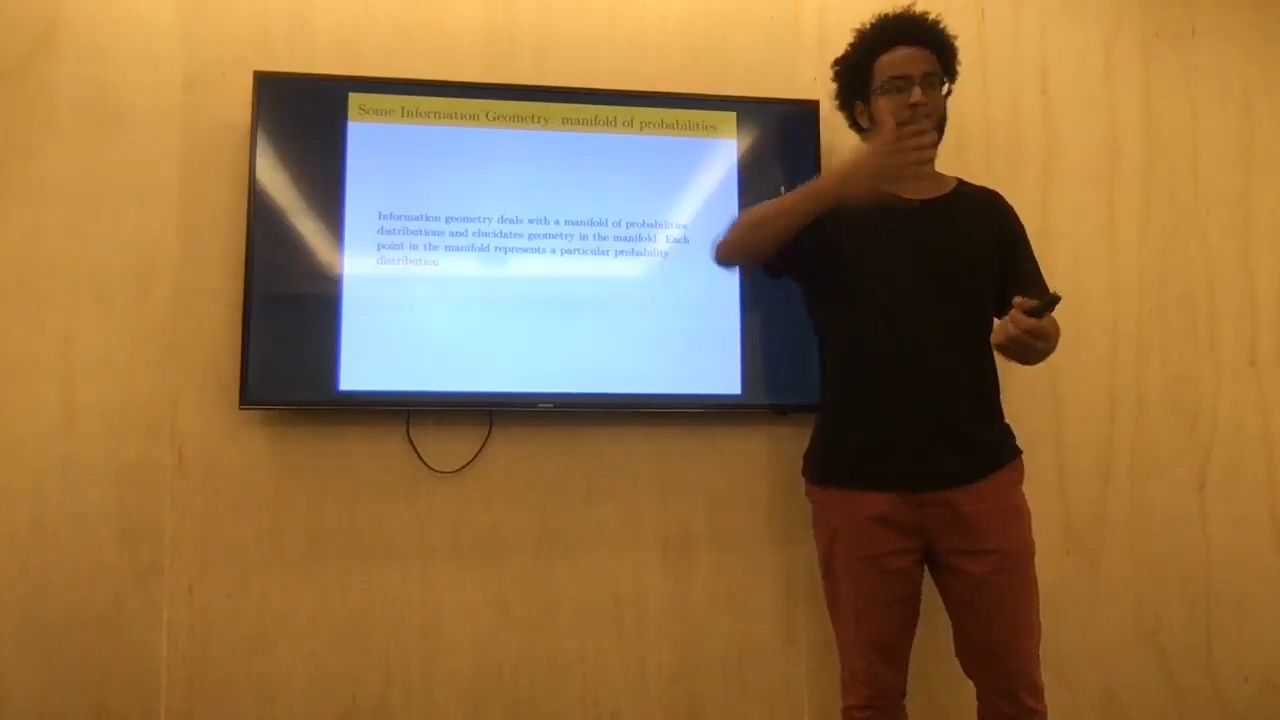 Some Information Geometry: manifold of probabilities
Information geometry deals with a manifold of probabilities
distributions and elucidates geometry in the manifold. Each
point in the manifold represents a particular probability
distribution